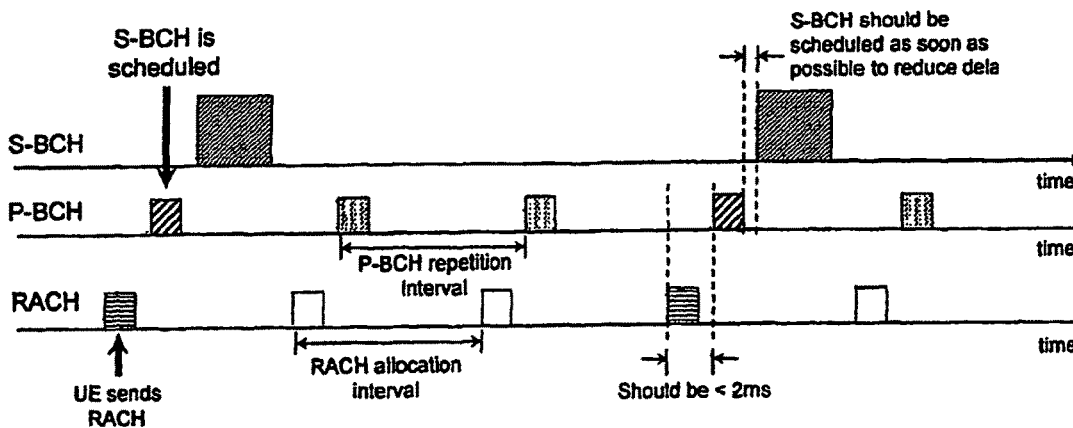 S-BCH is
scheduled
S-BCH should be
scheduled as soon as
possible to reduce dela
S-BCH
time
P-BCH
time
P-BCH repetition
Interval
RACH
time
RACH allocation
interval
Should be < 2ms
UE sends
RACH